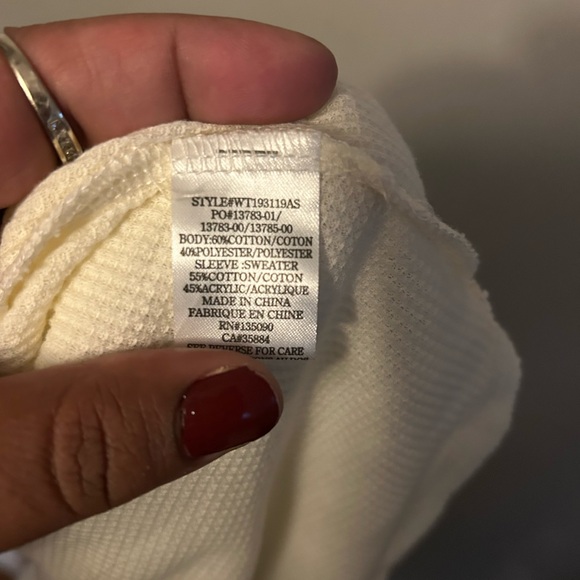 STYLE#WT193119AS
PO#13783-01/
13783-00/13785-00
BODY:60%COTTON/COTON
40%POLYESTER/POLYESTER
SLEEVE :SWEATER
55%COTTON/COTON
45%ACRYLIC/ACRYLIQUE
MADE IN CHINA
FABRIQUE EN CHINE
RN#135090
CA#35884
SEE REVERSE FOR CARE